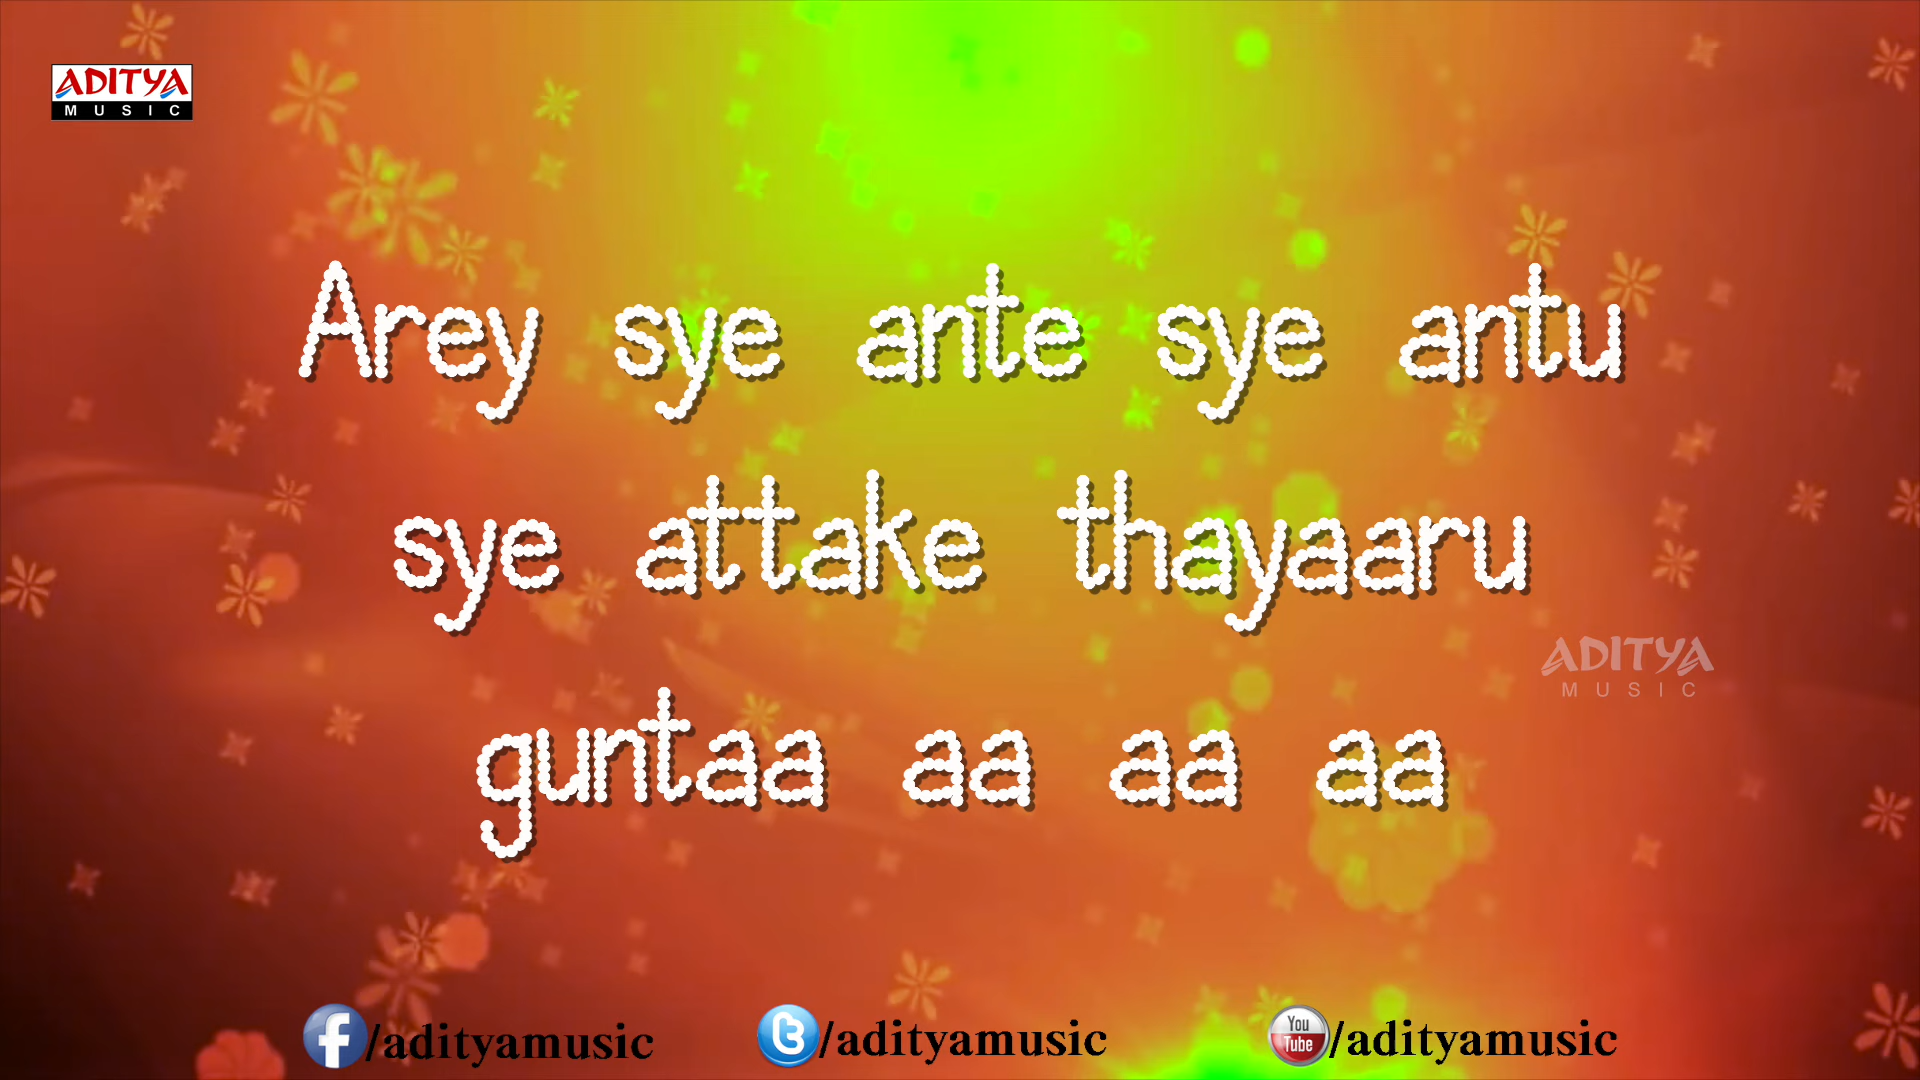 ADITYA
MUSIC
Arey sye ante sye antu
sye attake thayaaru
guntaa aa aa aa
ADITYA
MUSIC
f/adityamusic
t/adityamusic
You Tube/adityamusic